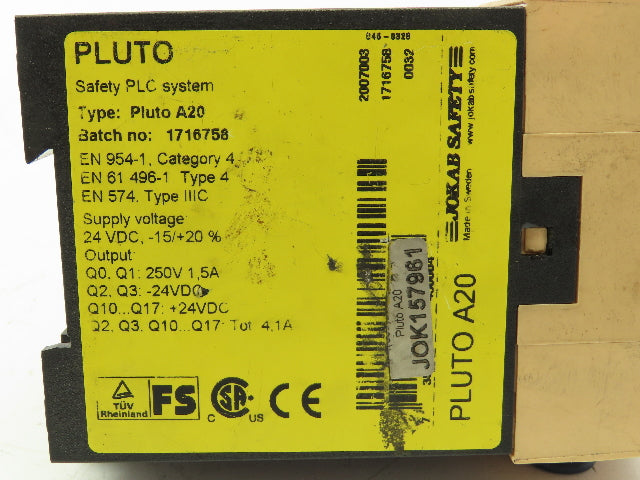 PLUTO
Safety PLC system
Type: Pluto A20
Batch no: 1716758
EN 954-1, Category 4
EN 61 496-1 Type 4
EN 574, Type IIIC
Supply voltage
24 VDC, -15/+20 %
Output
Q0, Q1: 250V 1,5A
Q2, Q3: -24VDC
Q10...Q17: +24VDC
Q2, Q3, Q10...Q17: Tot 4,1A
TÜV
Rheinland
FS
C SA US
CE
2007003
1716758
0032
Pluto A20
JOK157961
JOKAB SAFETY
www.jokabsafety.com
Made in Sweden
PLUTO A20